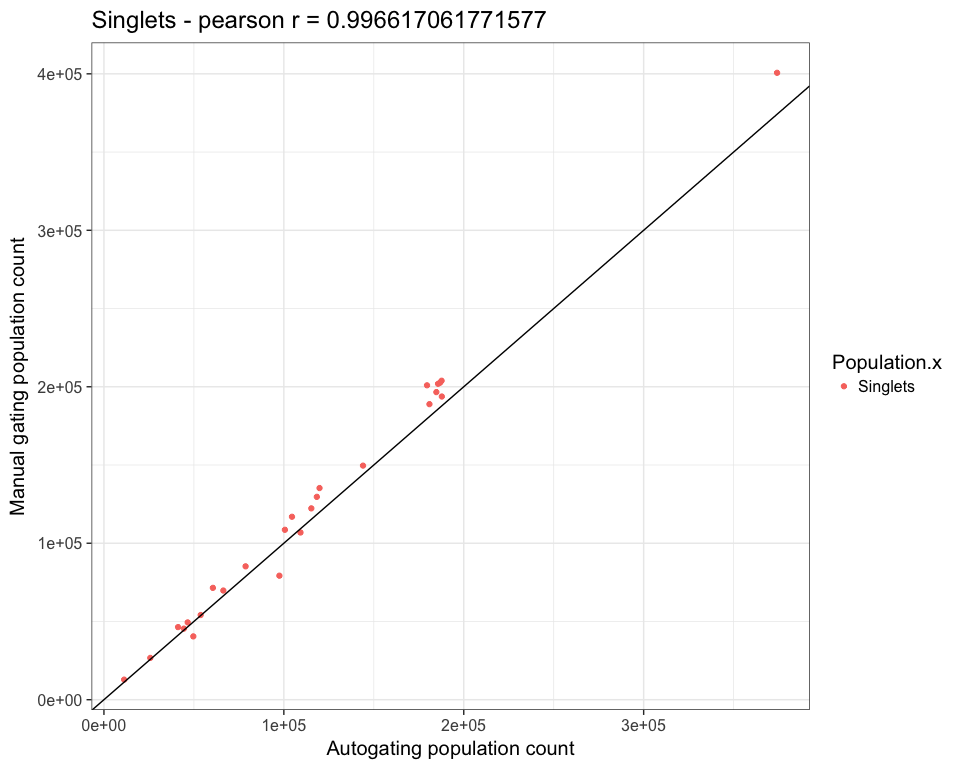 Singlets - pearson r = 0.996617061771577
Manual gating population count
4e+05
3e+05
2e+05
1e+05
0e+00
0e+00 1e+05 2e+05 3e+05
Autogating population count
Population.x
Singlets